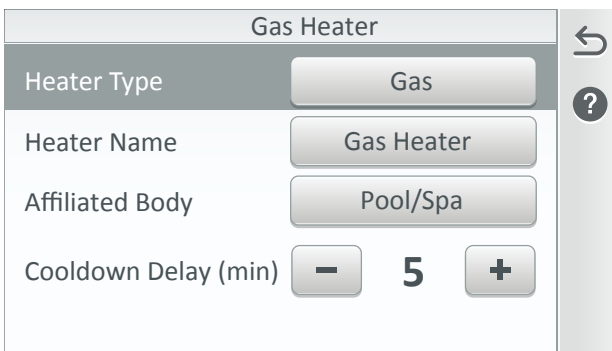 Gas Heater
Heater Type Gas
Heater Name Gas Heater
Affiliated Body Pool/Spa
Cooldown Delay (min) − 5 +
?